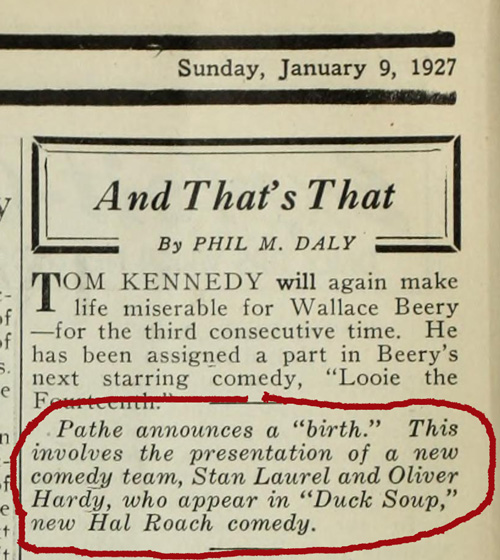 Sunday, January 9, 1927
And That's That
By PHIL M. DALY
TOM KENNEDY will again make
life miserable for Wallace Beery
—for the third consecutive time. He
has been assigned a part in Beery's
next starring comedy, "Looie the
Fourteenth."
Pathe announces a "birth." This
involves the presentation of a new
comedy team, Stan Laurel and Oliver
Hardy, who appear in "Duck Soup,"
new Hal Roach comedy.